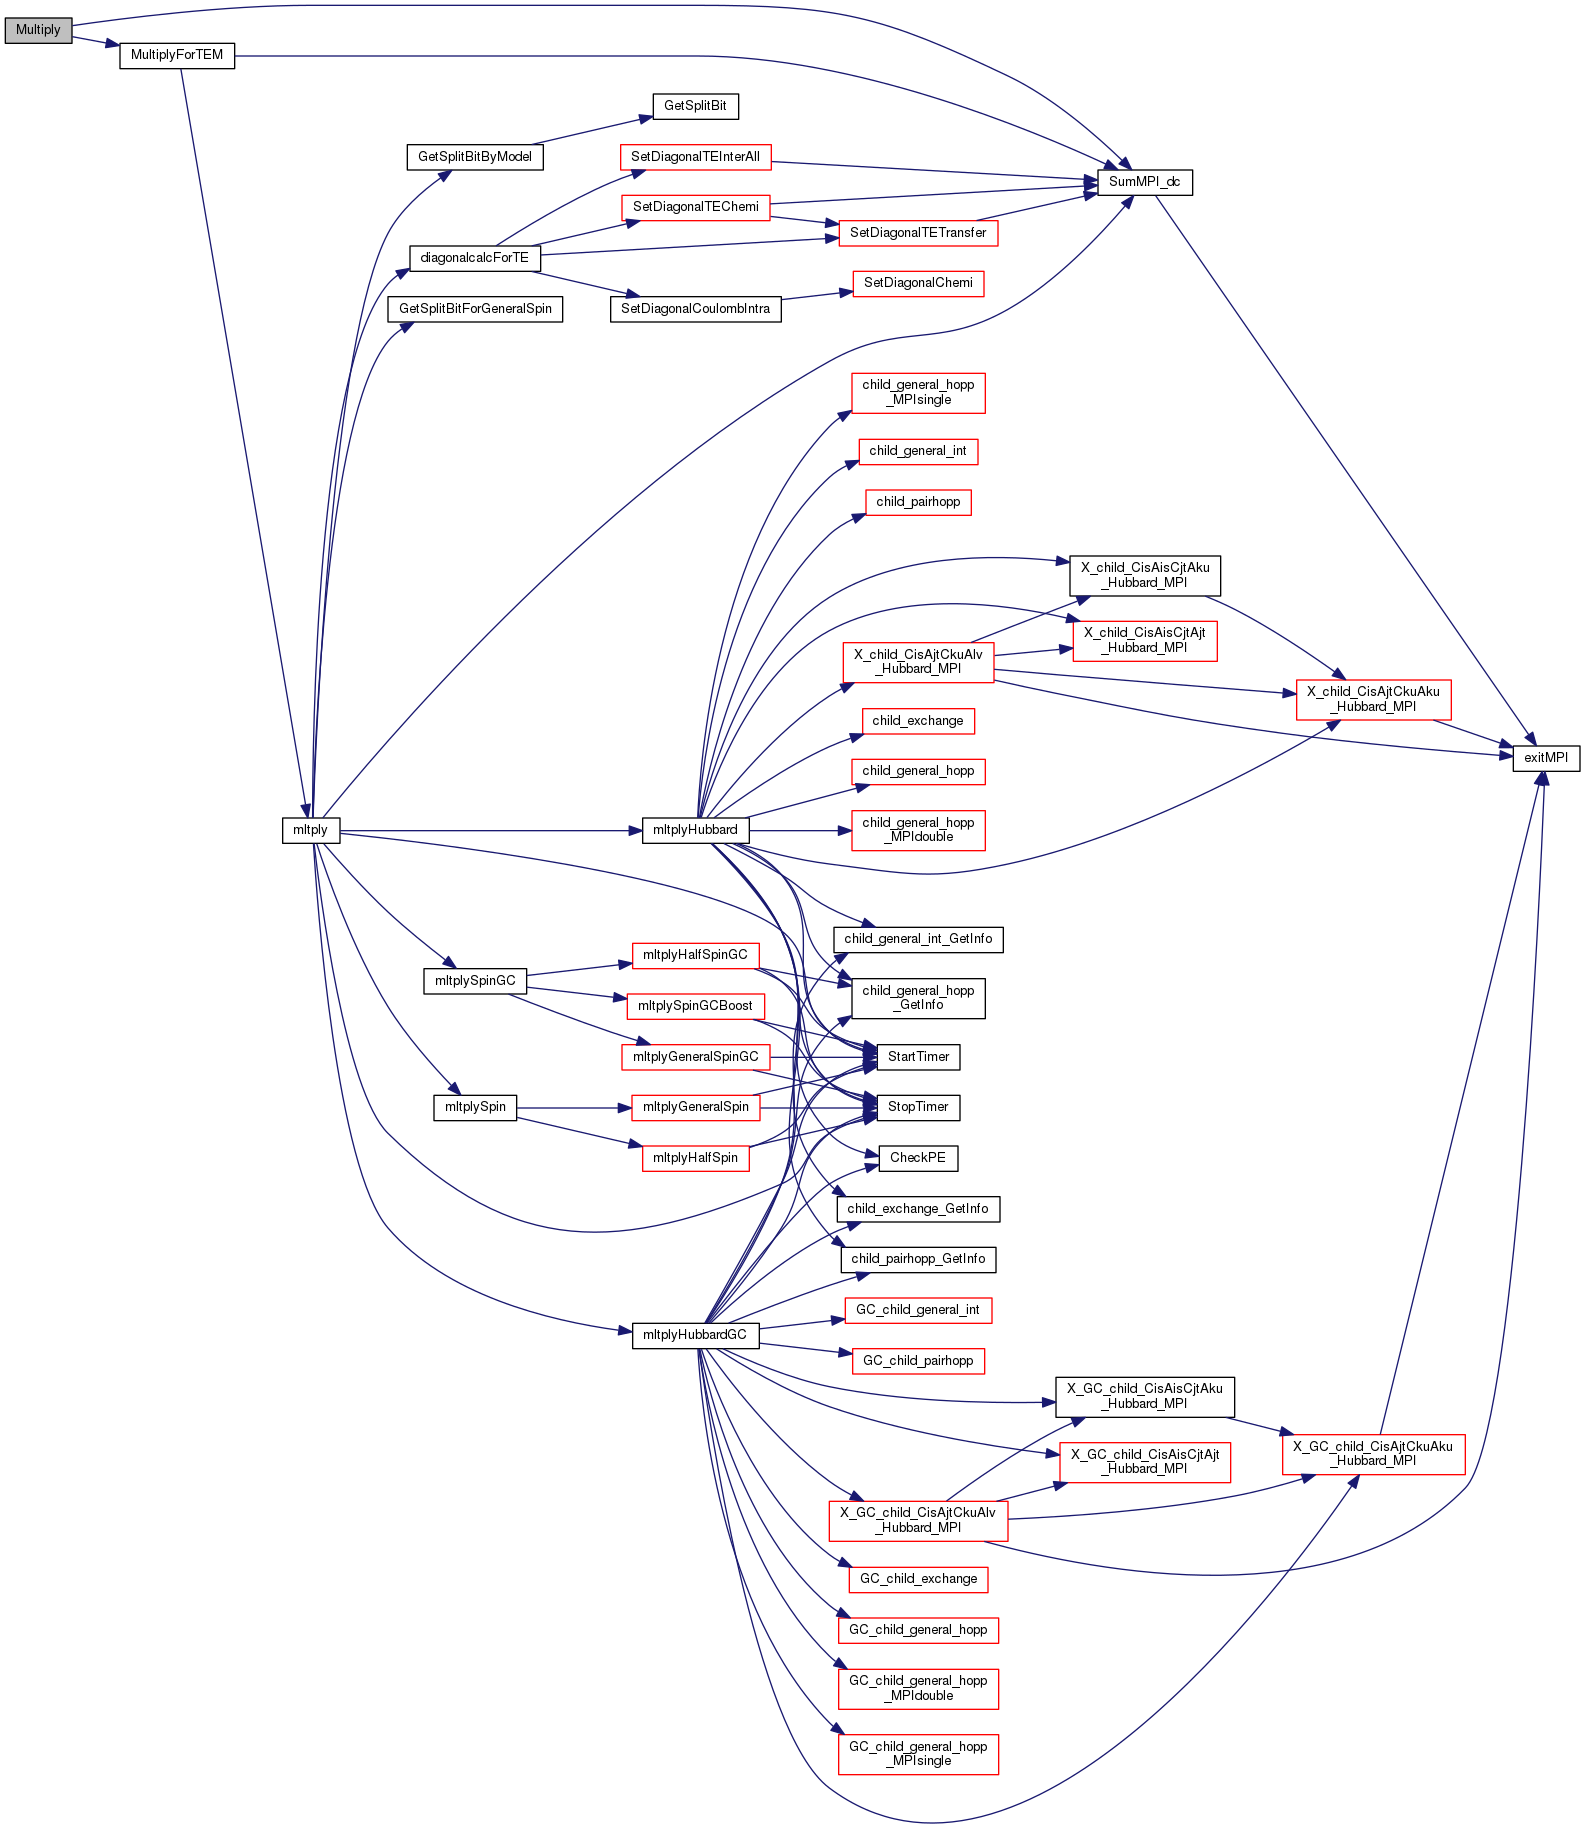 Multiply
MultiplyForTEM
GetSplitBit
GetSplitBitByModel
SetDiagonalTEInterAll
SumMPI_dc
SetDiagonalTEChemi
SetDiagonalTETransfer
diagonalcalcForTE
SetDiagonalChemi
GetSplitBitForGeneralSpin
SetDiagonalCoulombIntra
child_general_hopp
_MPIsingle
child_general_int
child_pairhopp
X_child_CisAisCjtAku
_Hubbard_MPI
X_child_CisAisCjtAjt
_Hubbard_MPI
X_child_CisAjtCkuAlv
_Hubbard_MPI
X_child_CisAjtCkuAku
_Hubbard_MPI
child_exchange
exitMPI
child_general_hopp
mltply
mltplyHubbard
child_general_hopp
_MPIdouble
child_general_int_GetInfo
mltplyHalfSpinGC
mltplySpinGC
child_general_hopp
_GetInfo
mltplySpinGCBoost
mltplyGeneralSpinGC
StartTimer
mltplySpin
mltplyGeneralSpin
StopTimer
mltplyHalfSpin
CheckPE
child_exchange_GetInfo
child_pairhopp_GetInfo
GC_child_general_int
mltplyHubbardGC
GC_child_pairhopp
X_GC_child_CisAisCjtAku
_Hubbard_MPI
X_GC_child_CisAisCjtAjt
_Hubbard_MPI
X_GC_child_CisAjtCkuAku
_Hubbard_MPI
X_GC_child_CisAjtCkuAlv
_Hubbard_MPI
GC_child_exchange
GC_child_general_hopp
GC_child_general_hopp
_MPIdouble
GC_child_general_hopp
_MPIsingle